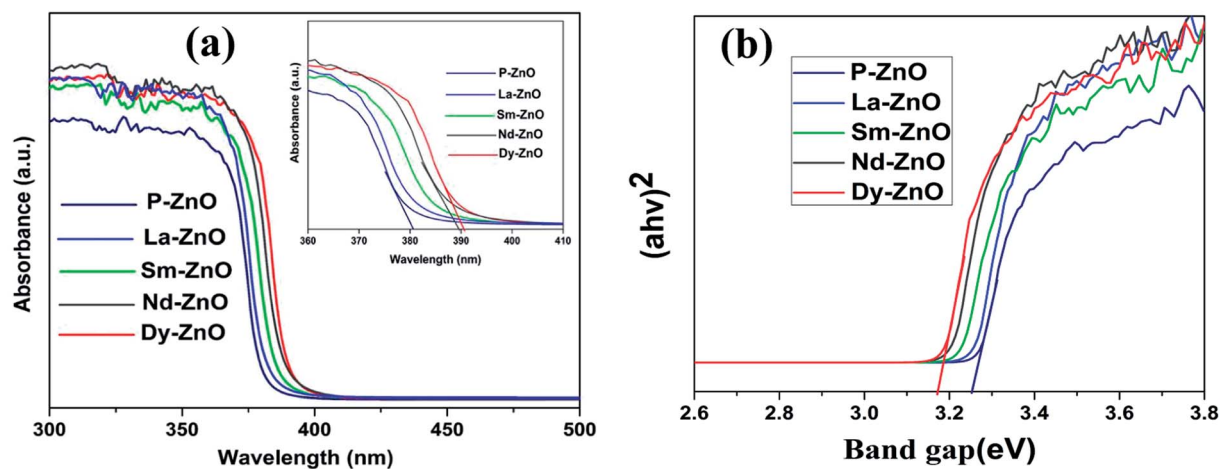 (a)
Absorbance (a.u.)
P-ZnO
La-ZnO
Sm-ZnO
Nd-ZnO
Dy-ZnO
300 350 400 450 500
Wavelength (nm)
Absorbance (a.u.)
P-ZnO
La-ZnO
Sm-ZnO
Nd-ZnO
Dy-ZnO
360 370 380 390 400 410
Wavelength (nm)
(b)
(ahv)²
P-ZnO
La-ZnO
Sm-ZnO
Nd-ZnO
Dy-ZnO
2.6 2.8 3.0 3.2 3.4 3.6 3.8
Band gap(eV)